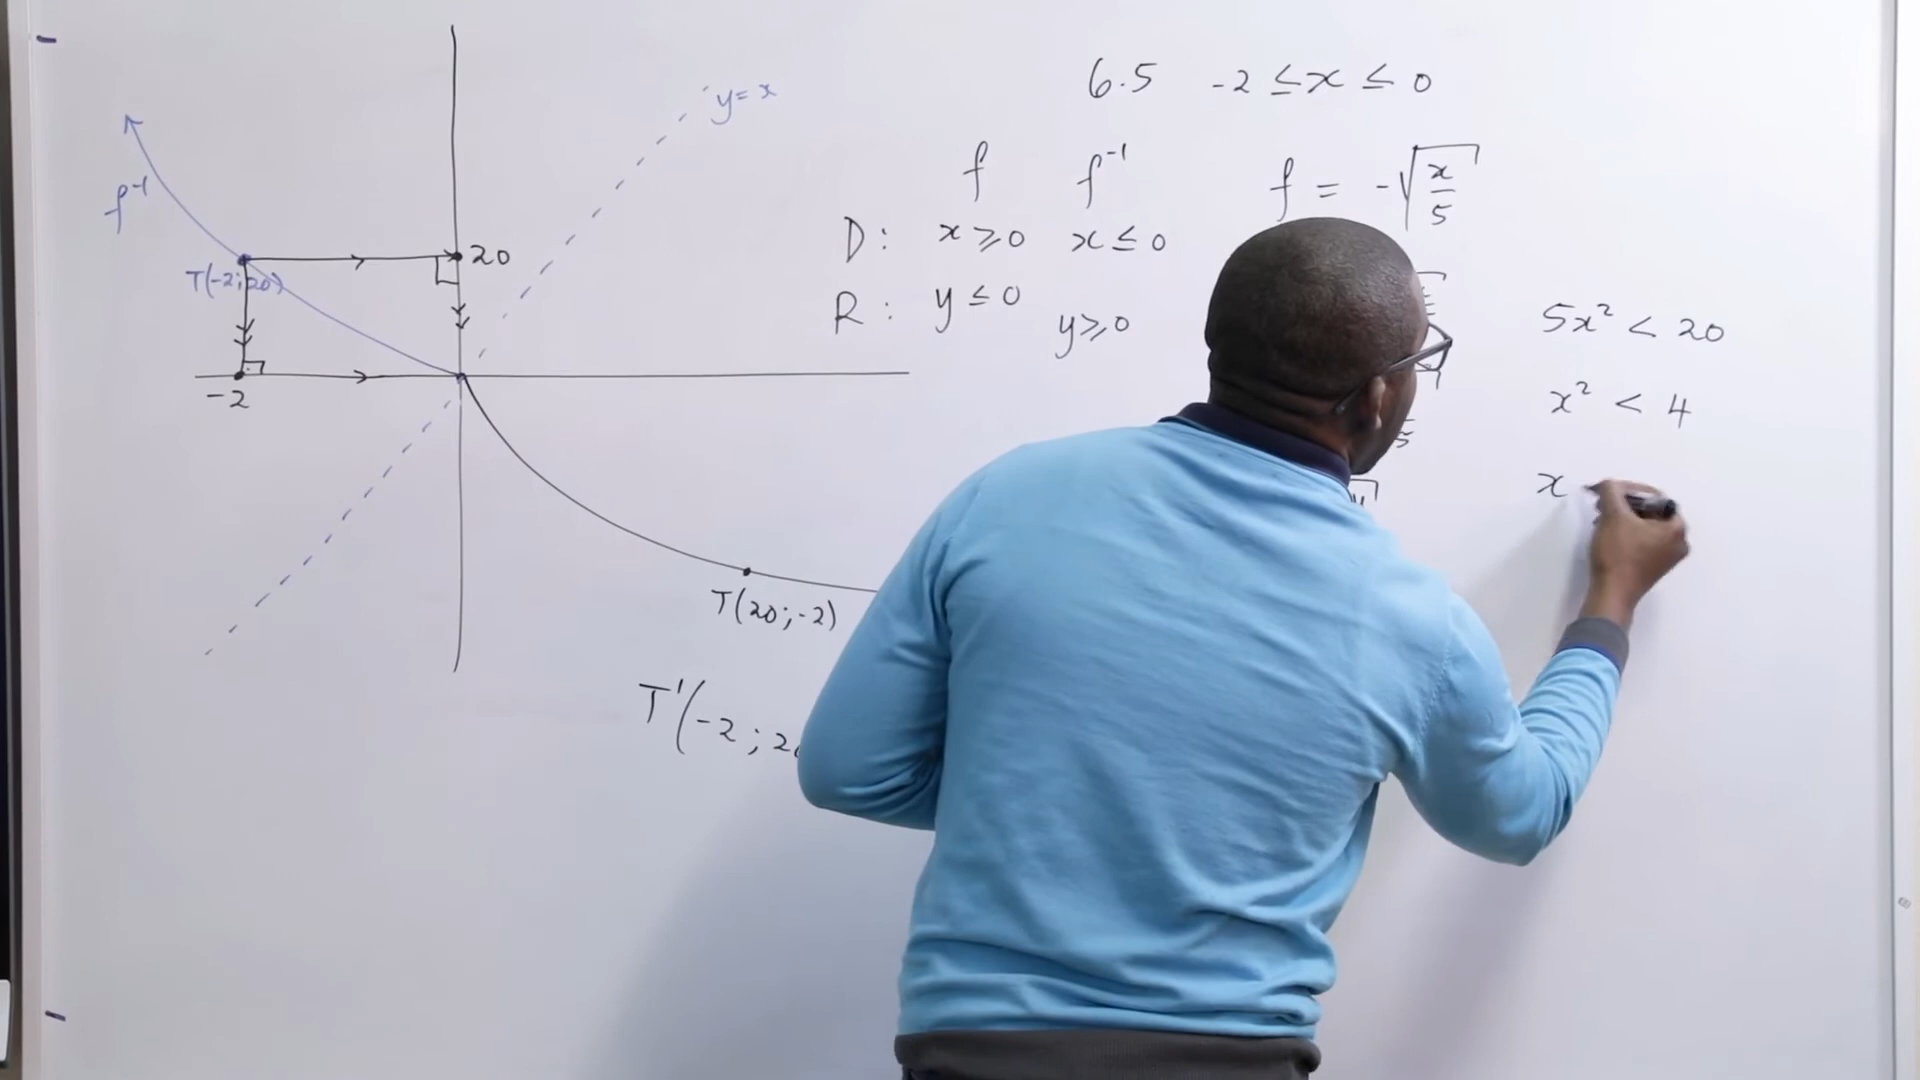 y = x
f⁻¹
20
T(-2;20)
-2
T(20;-2)
T'(-2;20
6.5 -2 ≤ x ≤ 0
f f⁻¹
D: x ≥ 0 x ≤ 0
R: y ≤ 0 y ≥ 0
f = -√(x/5)
5
5x² < 20
x² < 4
x